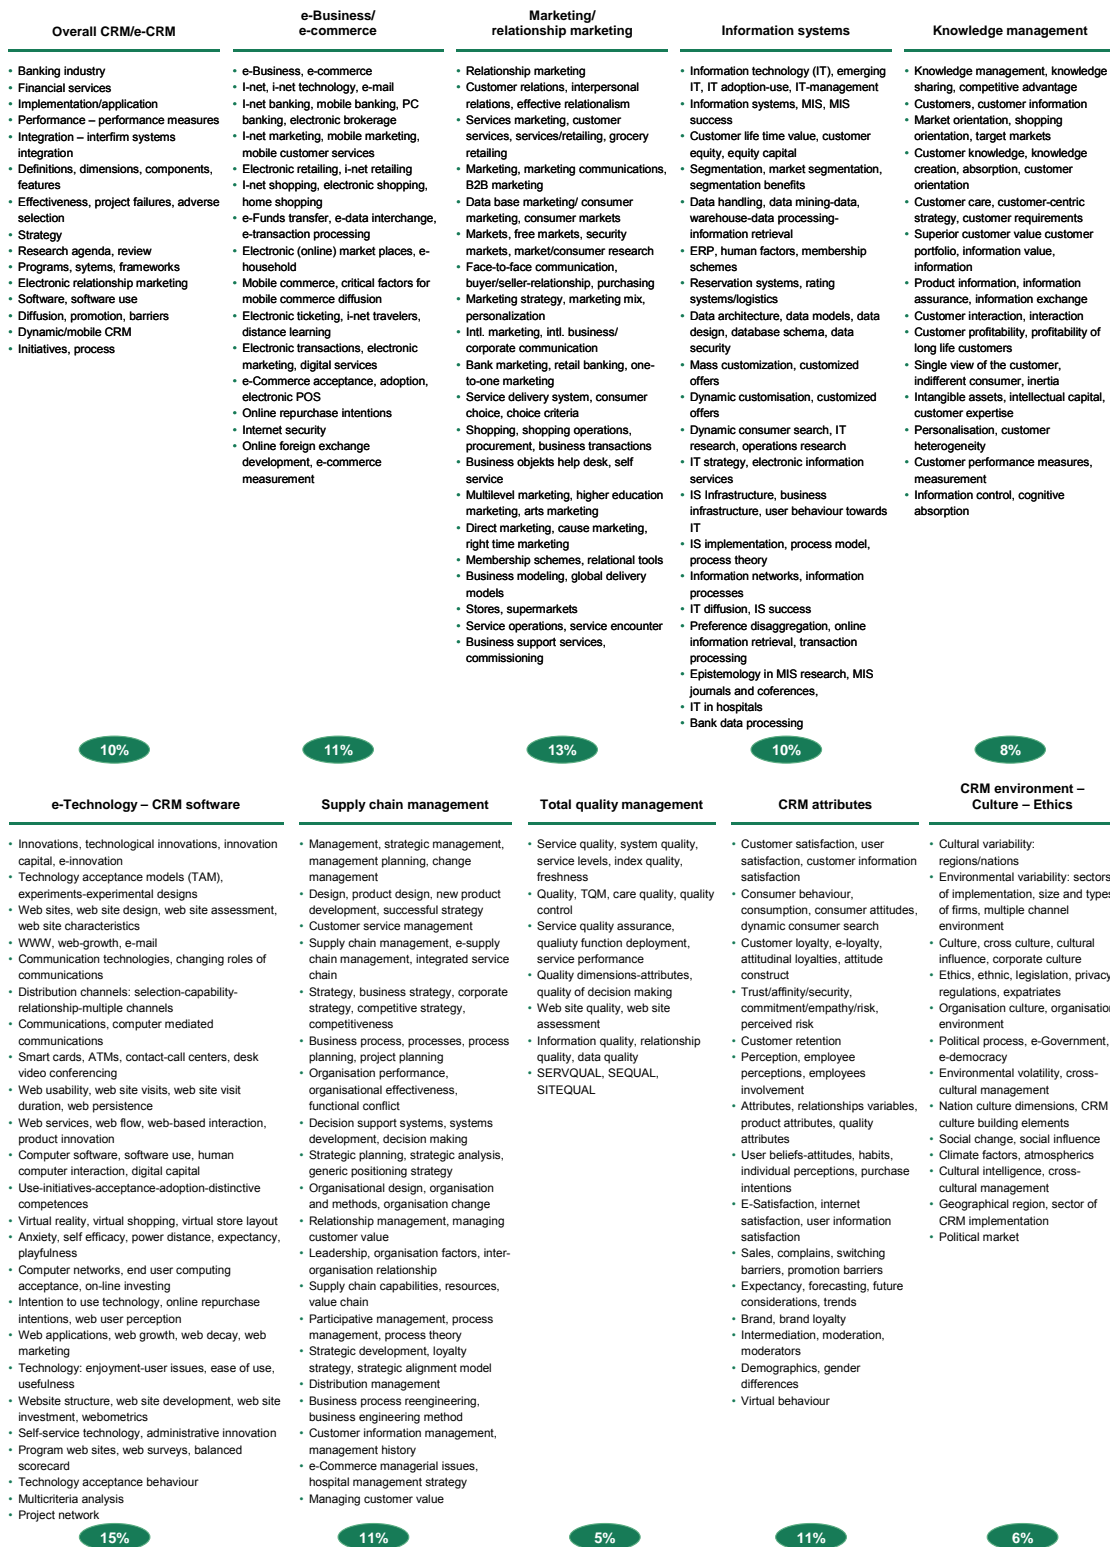 Overall CRM/e-CRM
• Banking industry
• Financial services
• Implementation/application
• Performance – performance measures
• Integration – interfirm systems
integration
• Definitions, dimensions, components,
features
• Effectiveness, project failures, adverse
selection
• Strategy
• Research agenda, review
• Programs, sytems, frameworks
• Electronic relationship marketing
• Software, software use
• Diffusion, promotion, barriers
• Dynamic/mobile CRM
• Initiatives, process
10%
e-Business/
e-commerce
• e-Business, e-commerce
• I-net, i-net technology, e-mail
• I-net banking, mobile banking, PC
banking, electronic brokerage
• I-net marketing, mobile marketing,
mobile customer services
• Electronic retailing, i-net retailing
• I-net shopping, electronic shopping,
home shopping
• e-Funds transfer, e-data interchange,
e-transaction processing
• Electronic (online) market places, e-
household
• Mobile commerce, critical factors for
mobile commerce diffusion
• Electronic ticketing, i-net travelers,
distance learning
• Electronic transactions, electronic
marketing, digital services
• e-Commerce acceptance, adoption,
electronic POS
• Online repurchase intentions
• Internet security
• Online foreign exchange
development, e-commerce
measurement
11%
Marketing/
relationship marketing
• Relationship marketing
• Customer relations, interpersonal
relations, effective relationalism
• Services marketing, customer
services, services/retailing, grocery
retailing
• Marketing, marketing communications,
B2B marketing
• Data base marketing/ consumer
marketing, consumer markets
• Markets, free markets, security
markets, market/consumer research
• Face-to-face communication,
buyer/seller-relationship, purchasing
• Marketing strategy, marketing mix,
personalization
• Intl. marketing, intl. business/
corporate communication
• Bank marketing, retail banking, one-
to-one marketing
• Service delivery system, consumer
choice, choice criteria
• Shopping, shopping operations,
procurement, business transactions
• Business objekts help desk, self
service
• Multilevel marketing, higher education
marketing, arts marketing
• Direct marketing, cause marketing,
right time marketing
• Membership schemes, relational tools
• Business modeling, global delivery
models
• Stores, supermarkets
• Service operations, service encounter
• Business support services,
commissioning
13%
Information systems
• Information technology (IT), emerging
IT, IT adoption-use, IT-management
• Information systems, MIS, MIS
success
• Customer life time value, customer
equity, equity capital
• Segmentation, market segmentation,
segmentation benefits
• Data handling, data mining-data,
warehouse-data processing-
information retrieval
• ERP, human factors, membership
schemes
• Reservation systems, rating
systems/logistics
• Data architecture, data models, data
design, database schema, data
security
• Mass customization, customized
offers
• Dynamic customisation, customized
offers
• Dynamic consumer search, IT
research, operations research
• IT strategy, electronic information
services
• IS Infrastructure, business
infrastructure, user behaviour towards
IT
• IS implementation, process model,
process theory
• Information networks, information
processes
• IT diffusion, IS success
• Preference disaggregation, online
information retrieval, transaction
processing
• Epistemology in MIS research, MIS
journals and coferences,
• IT in hospitals
• Bank data processing
10%
Knowledge management
• Knowledge management, knowledge
sharing, competitive advantage
• Customers, customer information
• Market orientation, shopping
orientation, target markets
• Customer knowledge, knowledge
creation, absorption, customer
orientation
• Customer care, customer-centric
strategy, customer requirements
• Superior customer value customer
portfolio, information value,
information
• Product information, information
assurance, information exchange
• Customer interaction, interaction
• Customer profitability, profitability of
long life customers
• Single view of the customer,
indifferent consumer, inertia
• Intangible assets, intellectual capital,
customer expertise
• Personalisation, customer
heterogeneity
• Customer performance measures,
measurement
• Information control, cognitive
absorption
8%
e-Technology – CRM software
• Innovations, technological innovations, innovation
capital, e-innovation
• Technology acceptance models (TAM),
experiments-experimental designs
• Web sites, web site design, web site assessment,
web site characteristics
• WWW, web-growth, e-mail
• Communication technologies, changing roles of
communications
• Distribution channels: selection-capability-
relationship-multiple channels
• Communications, computer mediated
communications
• Smart cards, ATMs, contact-call centers, desk
video conferencing
• Web usability, web site visits, web site visit
duration, web persistence
• Web services, web flow, web-based interaction,
product innovation
• Computer software, software use, human
computer interaction, digital capital
• Use-initiatives-acceptance-adoption-distinctive
competences
• Virtual reality, virtual shopping, virtual store layout
• Anxiety, self efficacy, power distance, expectancy,
playfulness
• Computer networks, end user computing
acceptance, on-line investing
• Intention to use technology, online repurchase
intentions, web user perception
• Web applications, web growth, web decay, web
marketing
• Technology: enjoyment-user issues, ease of use,
usefulness
• Website structure, web site development, web site
investment, webometrics
• Self-service technology, administrative innovation
• Program web sites, web surveys, balanced
scorecard
• Technology acceptance behaviour
• Multicriteria analysis
• Project network
15%
Supply chain management
• Management, strategic management,
management planning, change
management
• Design, product design, new product
development, successful strategy
• Customer service management
• Supply chain management, e-supply
chain management, integrated service
chain
• Strategy, business strategy, corporate
strategy, competitive strategy,
competitiveness
• Business process, processes, process
planning, project planning
• Organisation performance,
organisational effectiveness,
functional conflict
• Decision support systems, systems
development, decision making
• Strategic planning, strategic analysis,
generic positioning strategy
• Organisational design, organisation
and methods, organisation change
• Relationship management, managing
customer value
• Leadership, organisation factors, inter-
organisation relationship
• Supply chain capabilities, resources,
value chain
• Participative management, process
management, process theory
• Strategic development, loyalty
strategy, strategic alignment model
• Distribution management
• Business process reengineering,
business engineering method
• Customer information management,
management history
• e-Commerce managerial issues,
hospital management strategy
• Managing customer value
11%
Total quality management
• Service quality, system quality,
service levels, index quality,
freshness
• Quality, TQM, care quality, quality
control
• Service quality assurance,
qualiuty function deployment,
service performance
• Quality dimensions-attributes,
quality of decision making
• Web site quality, web site
assessment
• Information quality, relationship
quality, data quality
• SERVQUAL, SEQUAL,
SITEQUAL
5%
CRM attributes
• Customer satisfaction, user
satisfaction, customer information
satisfaction
• Consumer behaviour,
consumption, consumer attitudes,
dynamic consumer search
• Customer loyalty, e-loyalty,
attitudinal loyalties, attitude
construct
• Trust/affinity/security,
commitment/empathy/risk,
perceived risk
• Customer retention
• Perception, employee
perceptions, employees
involvement
• Attributes, relationships variables,
product attributes, quality
attributes
• User beliefs-attitudes, habits,
individual perceptions, purchase
intentions
• E-Satisfaction, internet
satisfaction, user information
satisfaction
• Sales, complains, switching
barriers, promotion barriers
• Expectancy, forecasting, future
considerations, trends
• Brand, brand loyalty
• Intermediation, moderation,
moderators
• Demographics, gender
differences
• Virtual behaviour
11%
CRM environment –
Culture – Ethics
• Cultural variability:
regions/nations
• Environmental variability: sectors
of implementation, size and types
of firms, multiple channel
environment
• Culture, cross culture, cultural
influence, corporate culture
• Ethics, ethnic, legislation, privacy
regulations, expatriates
• Organisation culture, organisation
environment
• Political process, e-Government,
e-democracy
• Environmental volatility, cross-
cultural management
• Nation culture dimensions, CRM
culture building elements
• Social change, social influence
• Climate factors, atmospherics
• Cultural intelligence, cross-
cultural management
• Geographical region, sector of
CRM implementation
• Political market
6%